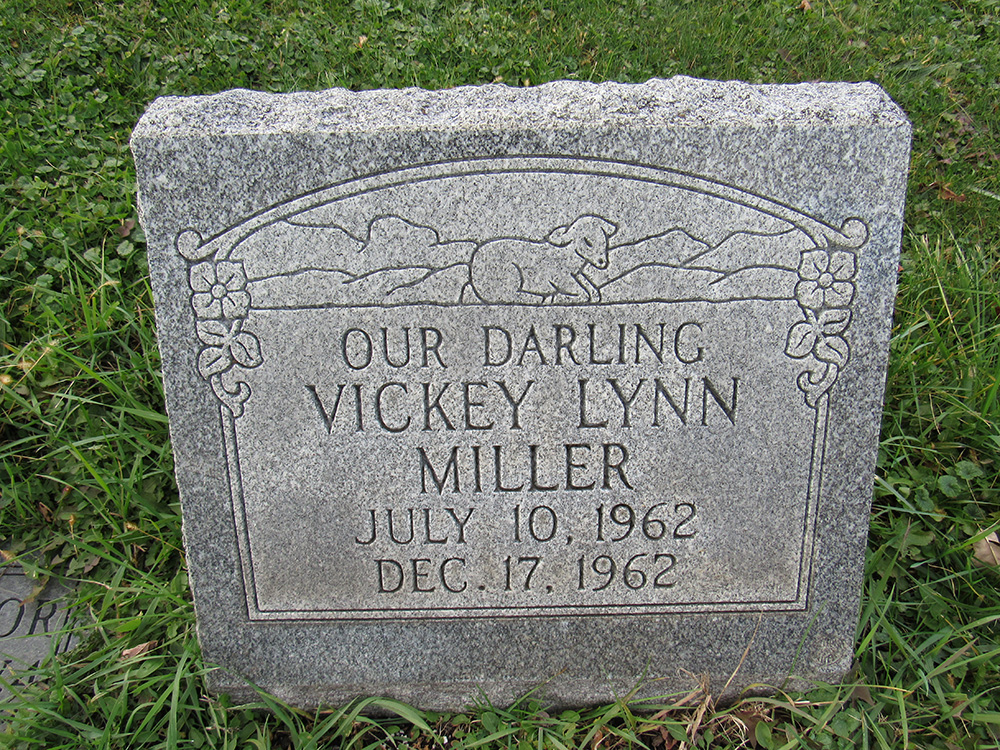 OUR DARLING
VICKEY LYNN
MILLER
JULY 10, 1962
DEC. 17, 1962